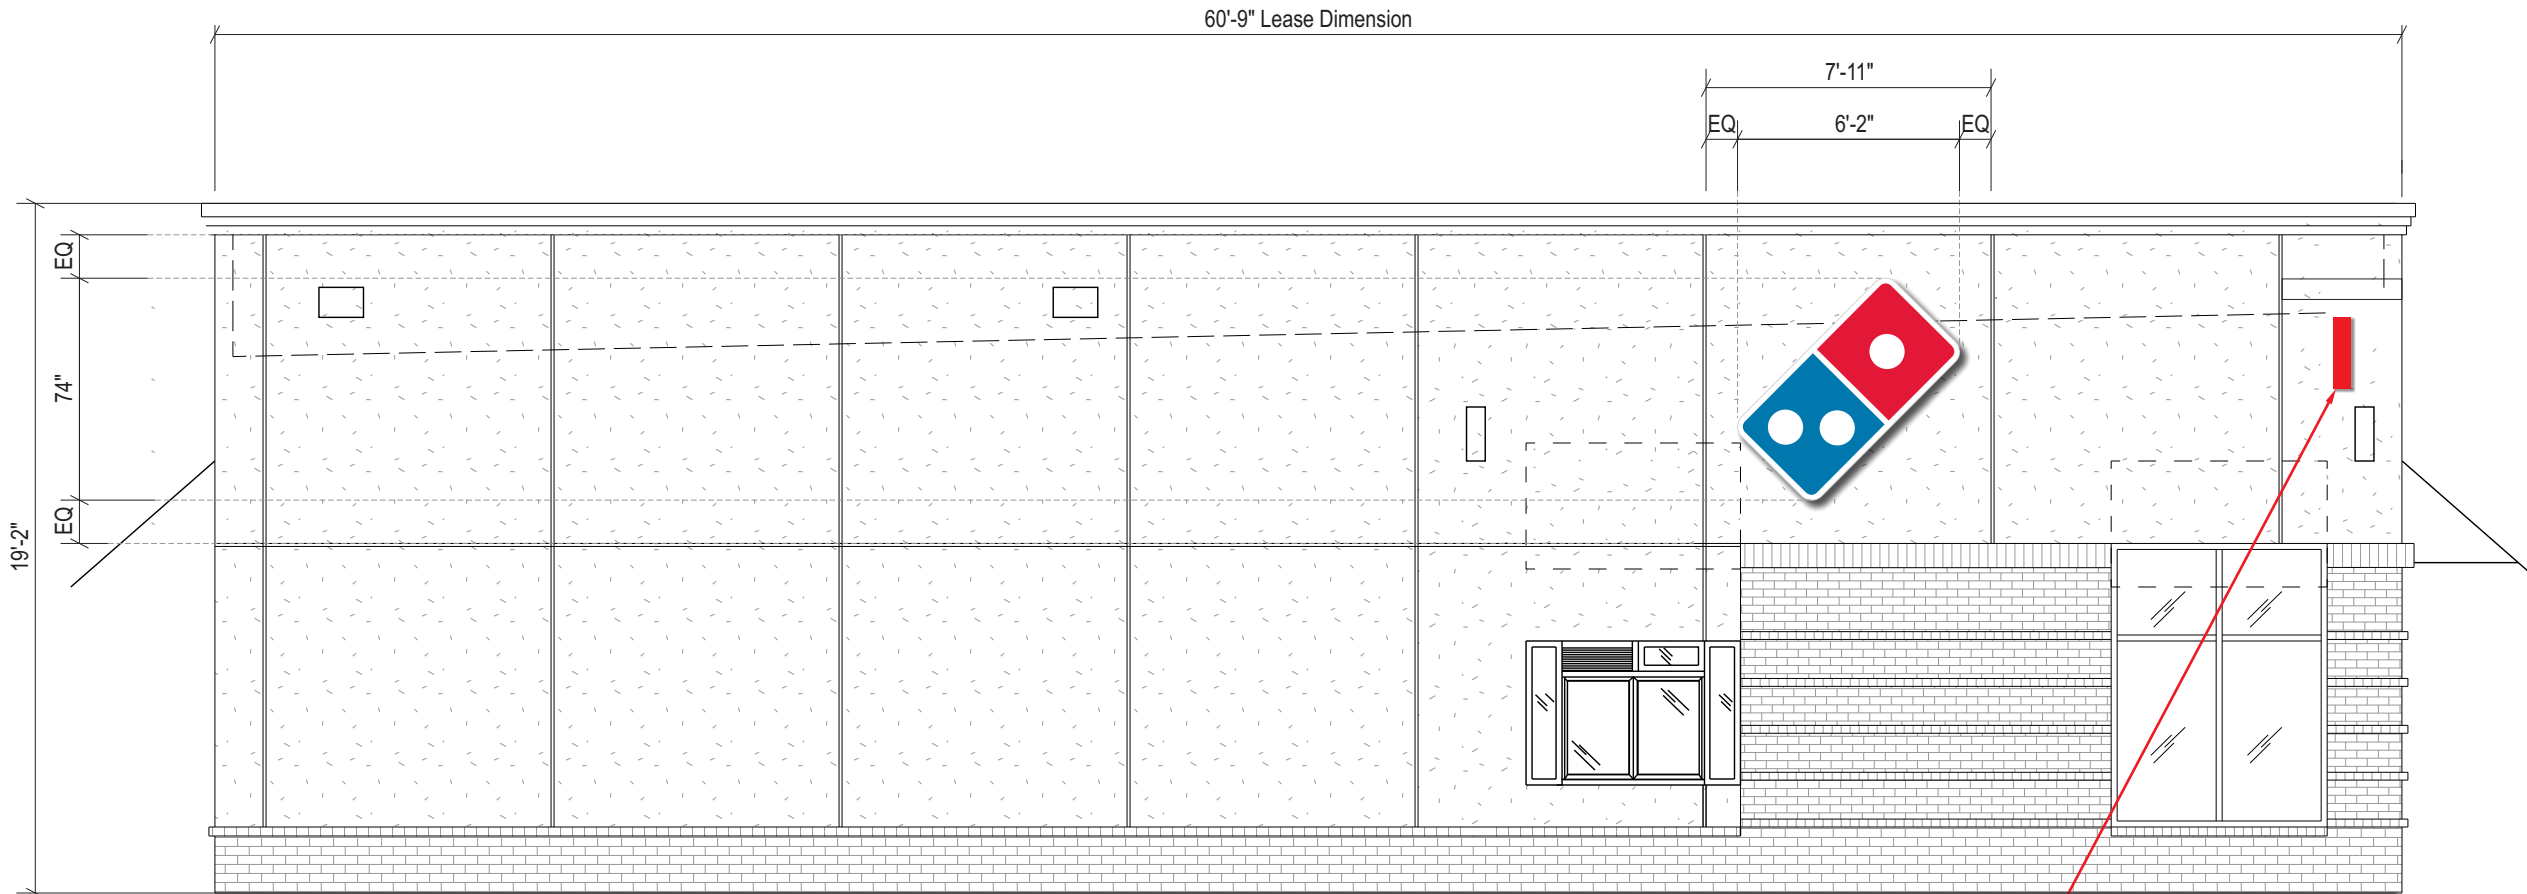 60'-9" Lease Dimension
7'-11"
EQ 6'-2" EQ
EQ
74"
EQ
19'-2"